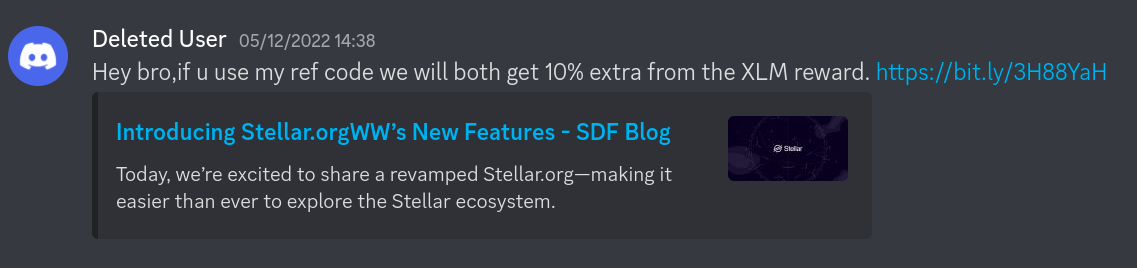 Deleted User 05/12/2022 14:38
Hey bro,if u use my ref code we will both get 10% extra from the XLM reward. https://bit.ly/3H88YaH
Introducing Stellar.orgWW’s New Features - SDF Blog
Stellar
Today, we’re excited to share a revamped Stellar.org—making it
easier than ever to explore the Stellar ecosystem.